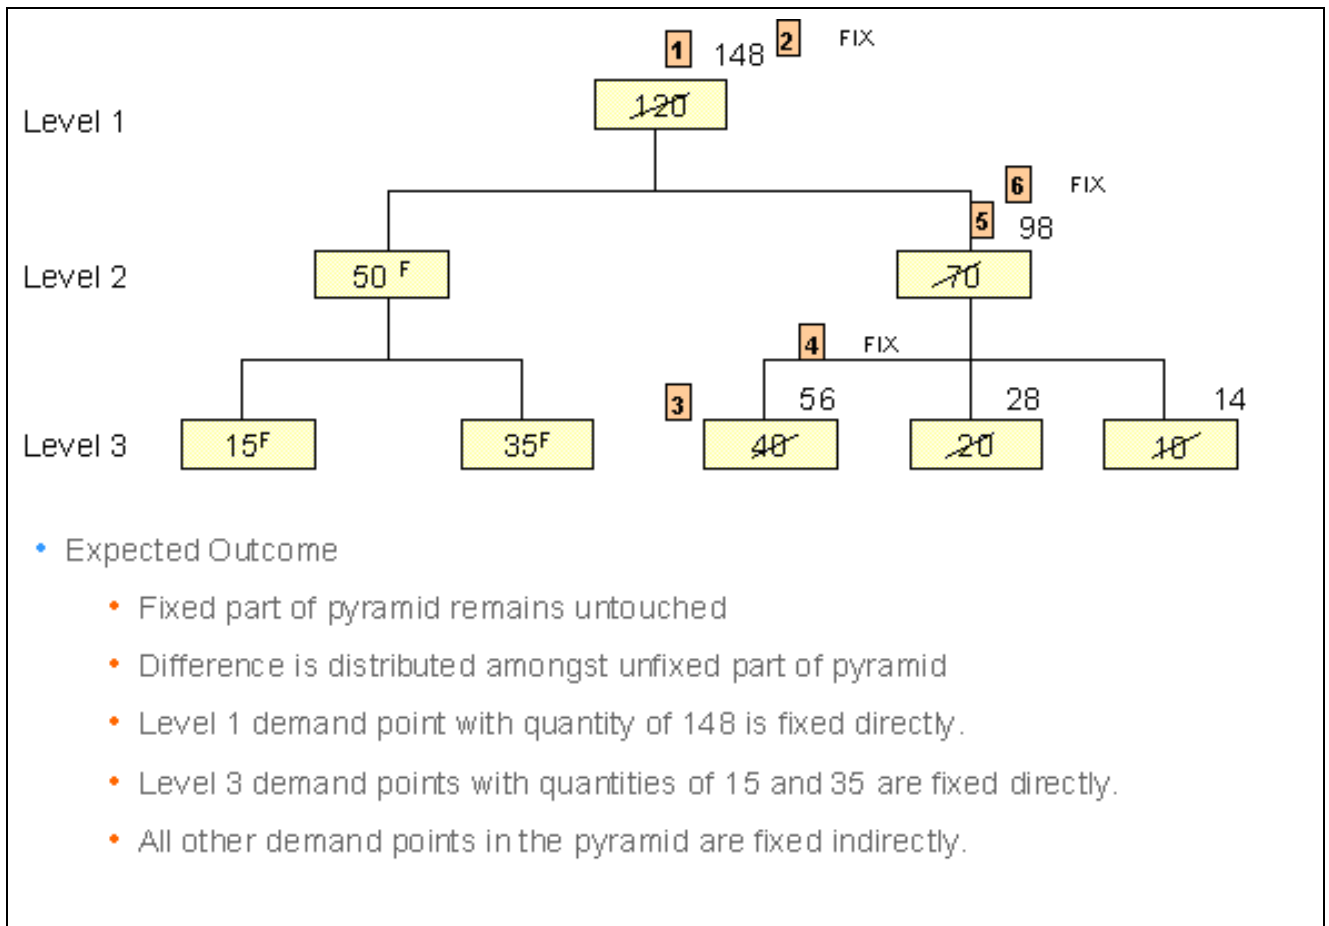 1 148 2 FIX
120
Level 1
6 FIX
5 98
Level 2 50 F 70
4 FIX
3 56 28 14
Level 3 15F 35F 40 20 10
• Expected Outcome
• Fixed part of pyramid remains untouched
• Difference is distributed amongst unfixed part of pyramid
• Level 1 demand point with quantity of 148 is fixed directly.
• Level 3 demand points with quantities of 15 and 35 are fixed directly.
• All other demand points in the pyramid are fixed indirectly.